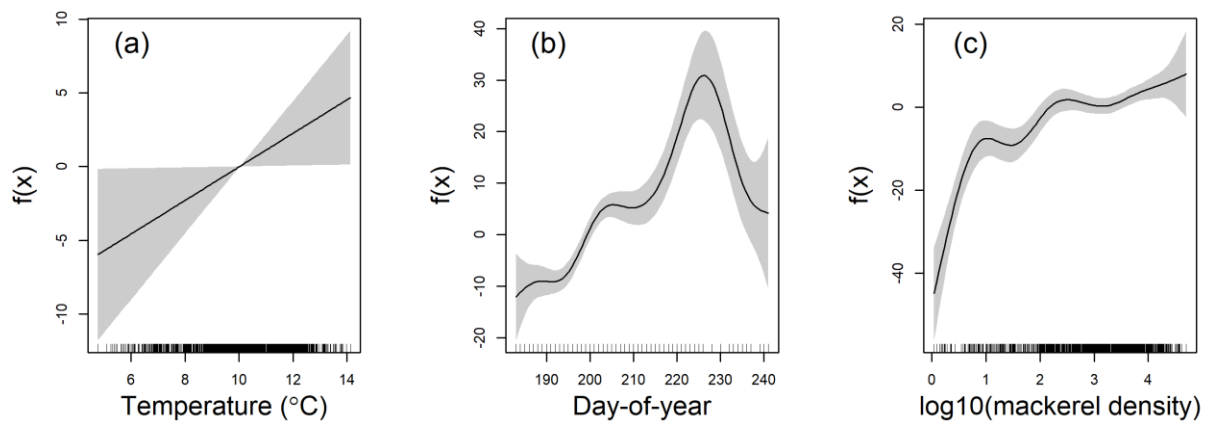 (a)
f(x)
10
5
0
-5
-10
6 8 10 12 14
Temperature (°C)
(b)
f(x)
40
30
20
10
0
-10
-20
190 200 210 220 230 240
Day-of-year
(c)
f(x)
20
0
-20
-40
0 1 2 3 4
log10(mackerel density)